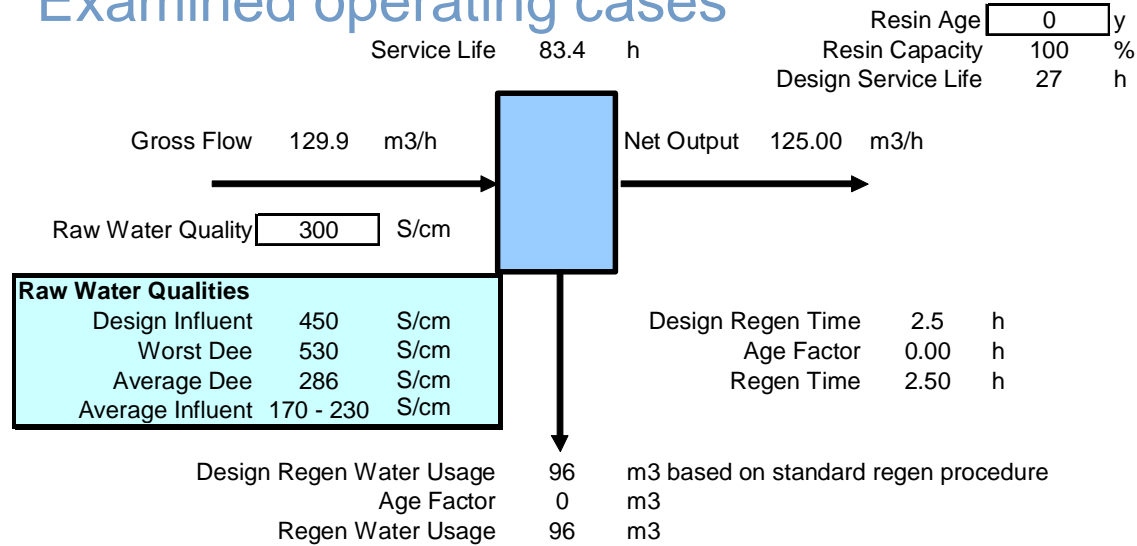 Examined operating cases
Resin Age 0 y
Service Life 83.4 h
Resin Capacity 100 %
Design Service Life 27 h
Gross Flow 129.9 m3/h
Net Output 125.00 m3/h
Raw Water Quality 300 S/cm
Raw Water Qualities
Design Influent 450 S/cm
Worst Dee 530 S/cm
Average Dee 286 S/cm
Average Influent 170 - 230 S/cm
Design Regen Time 2.5 h
Age Factor 0.00 h
Regen Time 2.50 h
Design Regen Water Usage 96 m3 based on standard regen procedure
Age Factor 0 m3
Regen Water Usage 96 m3